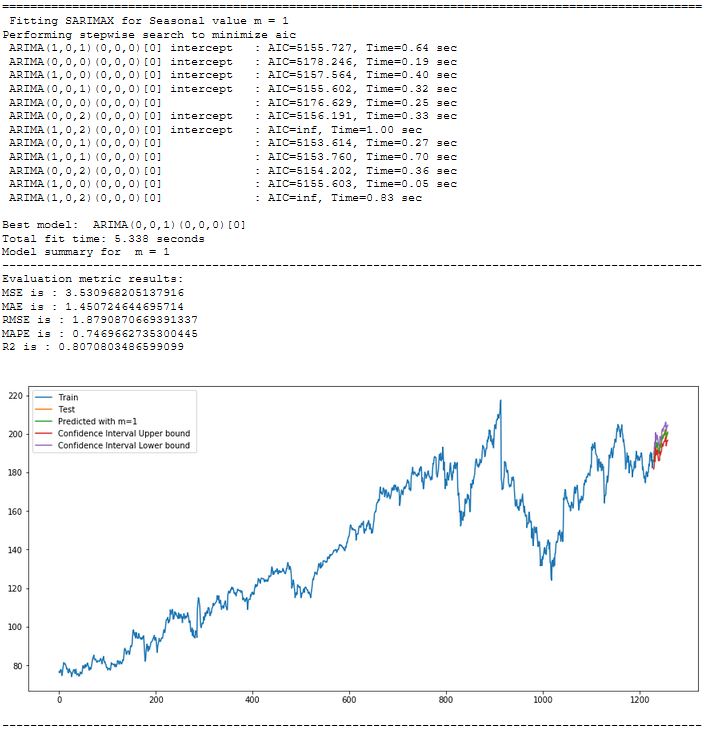 Fitting SARIMAX for Seasonal value m = 1
Performing stepwise search to minimize aic
ARIMA(1,0,1)(0,0,0)[0] intercept : AIC=5155.727, Time=0.64 sec
ARIMA(0,0,0)(0,0,0)[0] intercept : AIC=5178.246, Time=0.19 sec
ARIMA(1,0,0)(0,0,0)[0] intercept : AIC=5157.564, Time=0.40 sec
ARIMA(0,0,1)(0,0,0)[0] intercept : AIC=5155.602, Time=0.32 sec
ARIMA(0,0,0)(0,0,0)[0] : AIC=5176.629, Time=0.25 sec
ARIMA(0,0,2)(0,0,0)[0] intercept : AIC=5156.191, Time=0.33 sec
ARIMA(1,0,2)(0,0,0)[0] intercept : AIC=inf, Time=1.00 sec
ARIMA(0,0,1)(0,0,0)[0] : AIC=5153.614, Time=0.27 sec
ARIMA(1,0,1)(0,0,0)[0] : AIC=5153.760, Time=0.70 sec
ARIMA(0,0,2)(0,0,0)[0] : AIC=5154.202, Time=0.36 sec
ARIMA(1,0,0)(0,0,0)[0] : AIC=5155.603, Time=0.05 sec
ARIMA(1,0,2)(0,0,0)[0] : AIC=inf, Time=0.83 sec
Best model: ARIMA(0,0,1)(0,0,0)[0]
Total fit time: 5.338 seconds
Model summary for m = 1
Evaluation metric results:
MSE is : 3.530968205137916
MAE is : 1.450724644695714
RMSE is : 1.8790870669391337
MAPE is : 0.7469662735300445
R2 is : 0.8070803486599099
Train
Test
Predicted with m=1
Confidence Interval Upper bound
Confidence Interval Lower bound
220
200
180
160
140
120
100
80
0 200 400 600 800 1000 1200